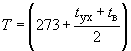 T = (273 + (tух + tв)/2)